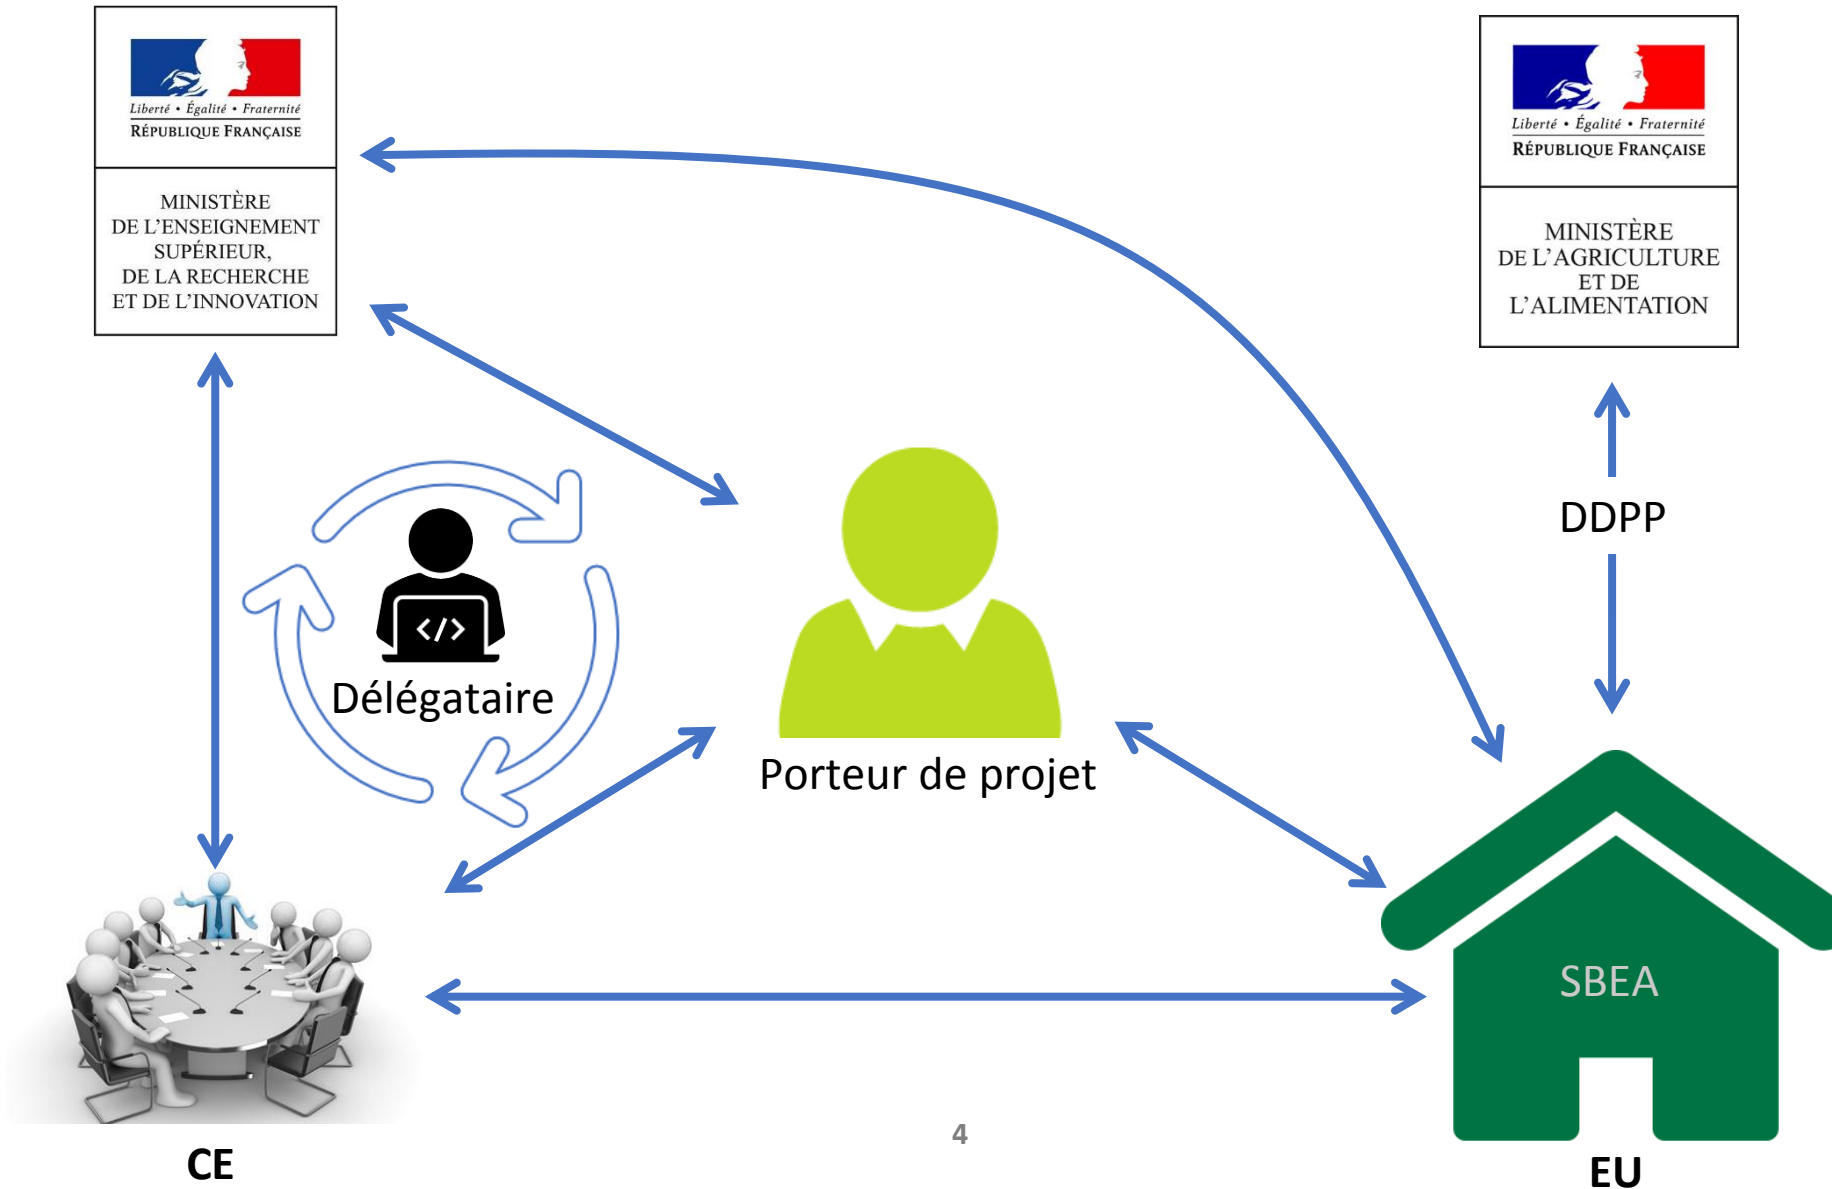 Liberté • Égalité • Fraternité
RÉPUBLIQUE FRANÇAISE
MINISTÈRE
DE L'ENSEIGNEMENT
SUPÉRIEUR,
DE LA RECHERCHE
ET DE L'INNOVATION
Liberté • Égalité • Fraternité
RÉPUBLIQUE FRANÇAISE
MINISTÈRE
DE L'AGRICULTURE
ET DE
L'ALIMENTATION
DDPP
</>
Délégataire
Porteur de projet
SBEA
CE
4
EU